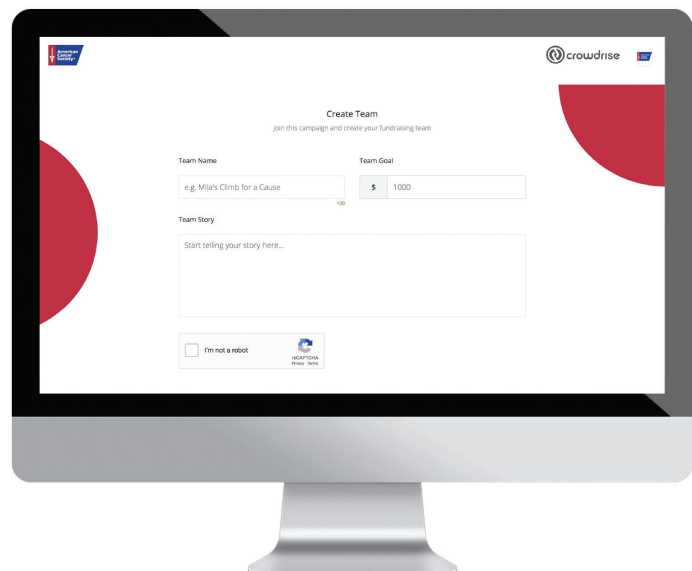 American
Cancer
Society®
crowdrise
Create Team
Join this campaign and create your fundraising team
Team Name
Team Goal
e.g. Mila's Climb for a Cause
$ 1000
100
Team Story
Start telling your story here...
I'm not a robot
reCAPTCHA
Privacy - Terms